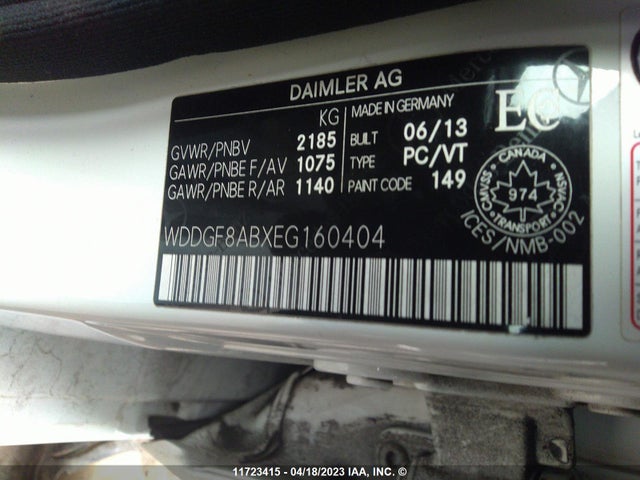 DAIMLER AG
KG
GVWR/PNBV 2185
GAWR/PNBE F/AV 1075
GAWR/PNBE R/AR 1140
MADE IN GERMANY
BUILT 06/13
TYPE PC/VT
PAINT CODE 149
EC
CANADA
974
TRANSPORT
CMVSS
NSVAC
ICES/NMB-002
WDDGF8ABXEG160404
11723415 - 04/18/2023 IAA, INC. ©